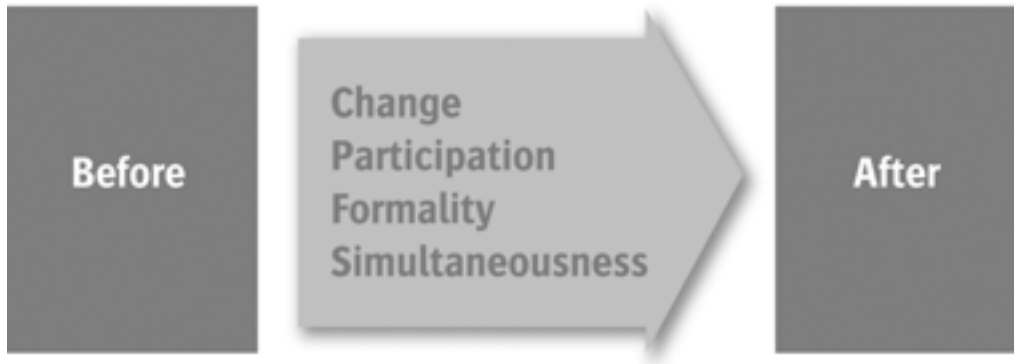 Before
Change
Participation
Formality
Simultaneousness
After